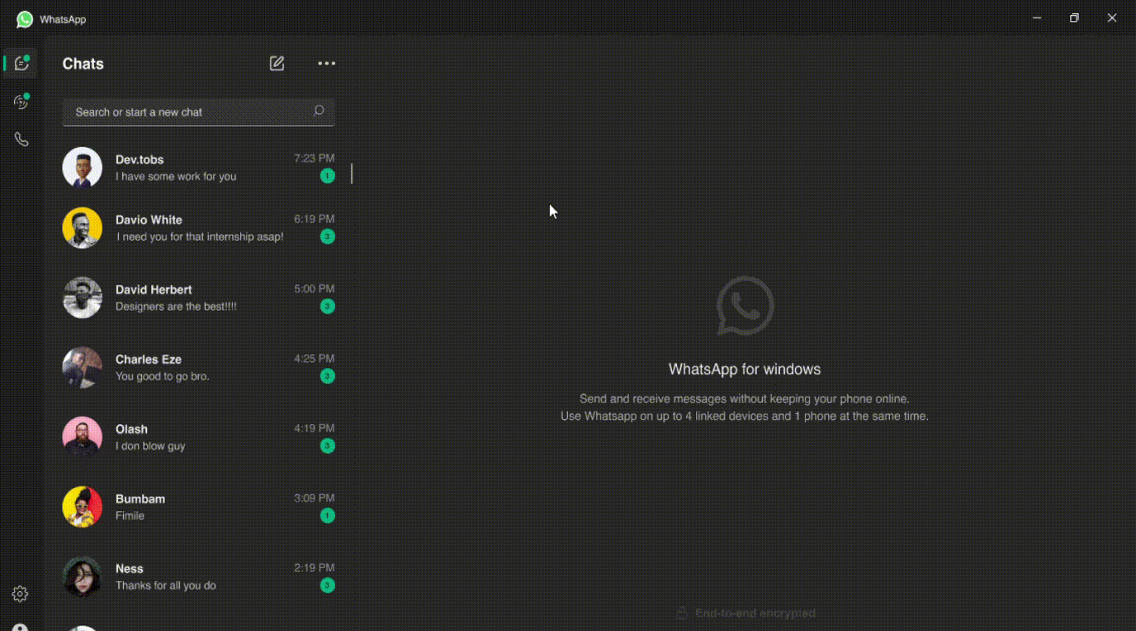 WhatsApp
Chats
Search or start a new chat
Dev.tobs 7:23 PM
I have some work for you 1
Davio White 6:19 PM
I need you for that internship asap! 3
David Herbert 5:00 PM
Designers are the best!!!! 3
Charles Eze 4:25 PM
You good to go bro. 3
Olash 4:19 PM
I don blow guy 3
Bumbam 3:09 PM
Fimile 1
Ness 2:19 PM
Thanks for all you do 3
WhatsApp for windows
Send and receive messages without keeping your phone online.
Use Whatsapp on up to 4 linked devices and 1 phone at the same time.
End-to-end encrypted